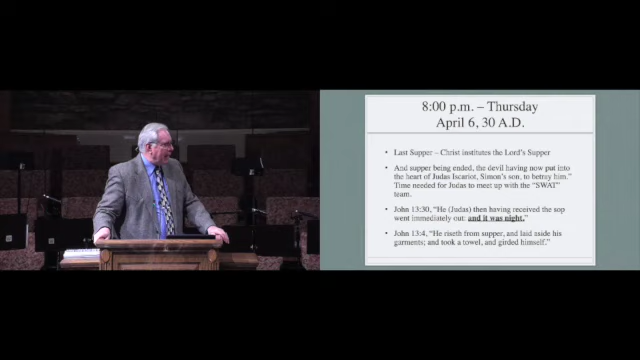 8:00 p.m. – Thursday
April 6, 30 A.D.
• Last Supper – Christ institutes the Lord's Supper
• And supper being ended, the devil having now put into
the heart of Judas Iscariot, Simon's son, to betray him."
Time needed for Judas to meet up with the "SWAT"
team.
• John 13:30, "He (Judas) then having received the sop
went immediately out: and it was night."
• John 13:4, "He riseth from supper, and laid aside his
garments; and took a towel, and girded himself."